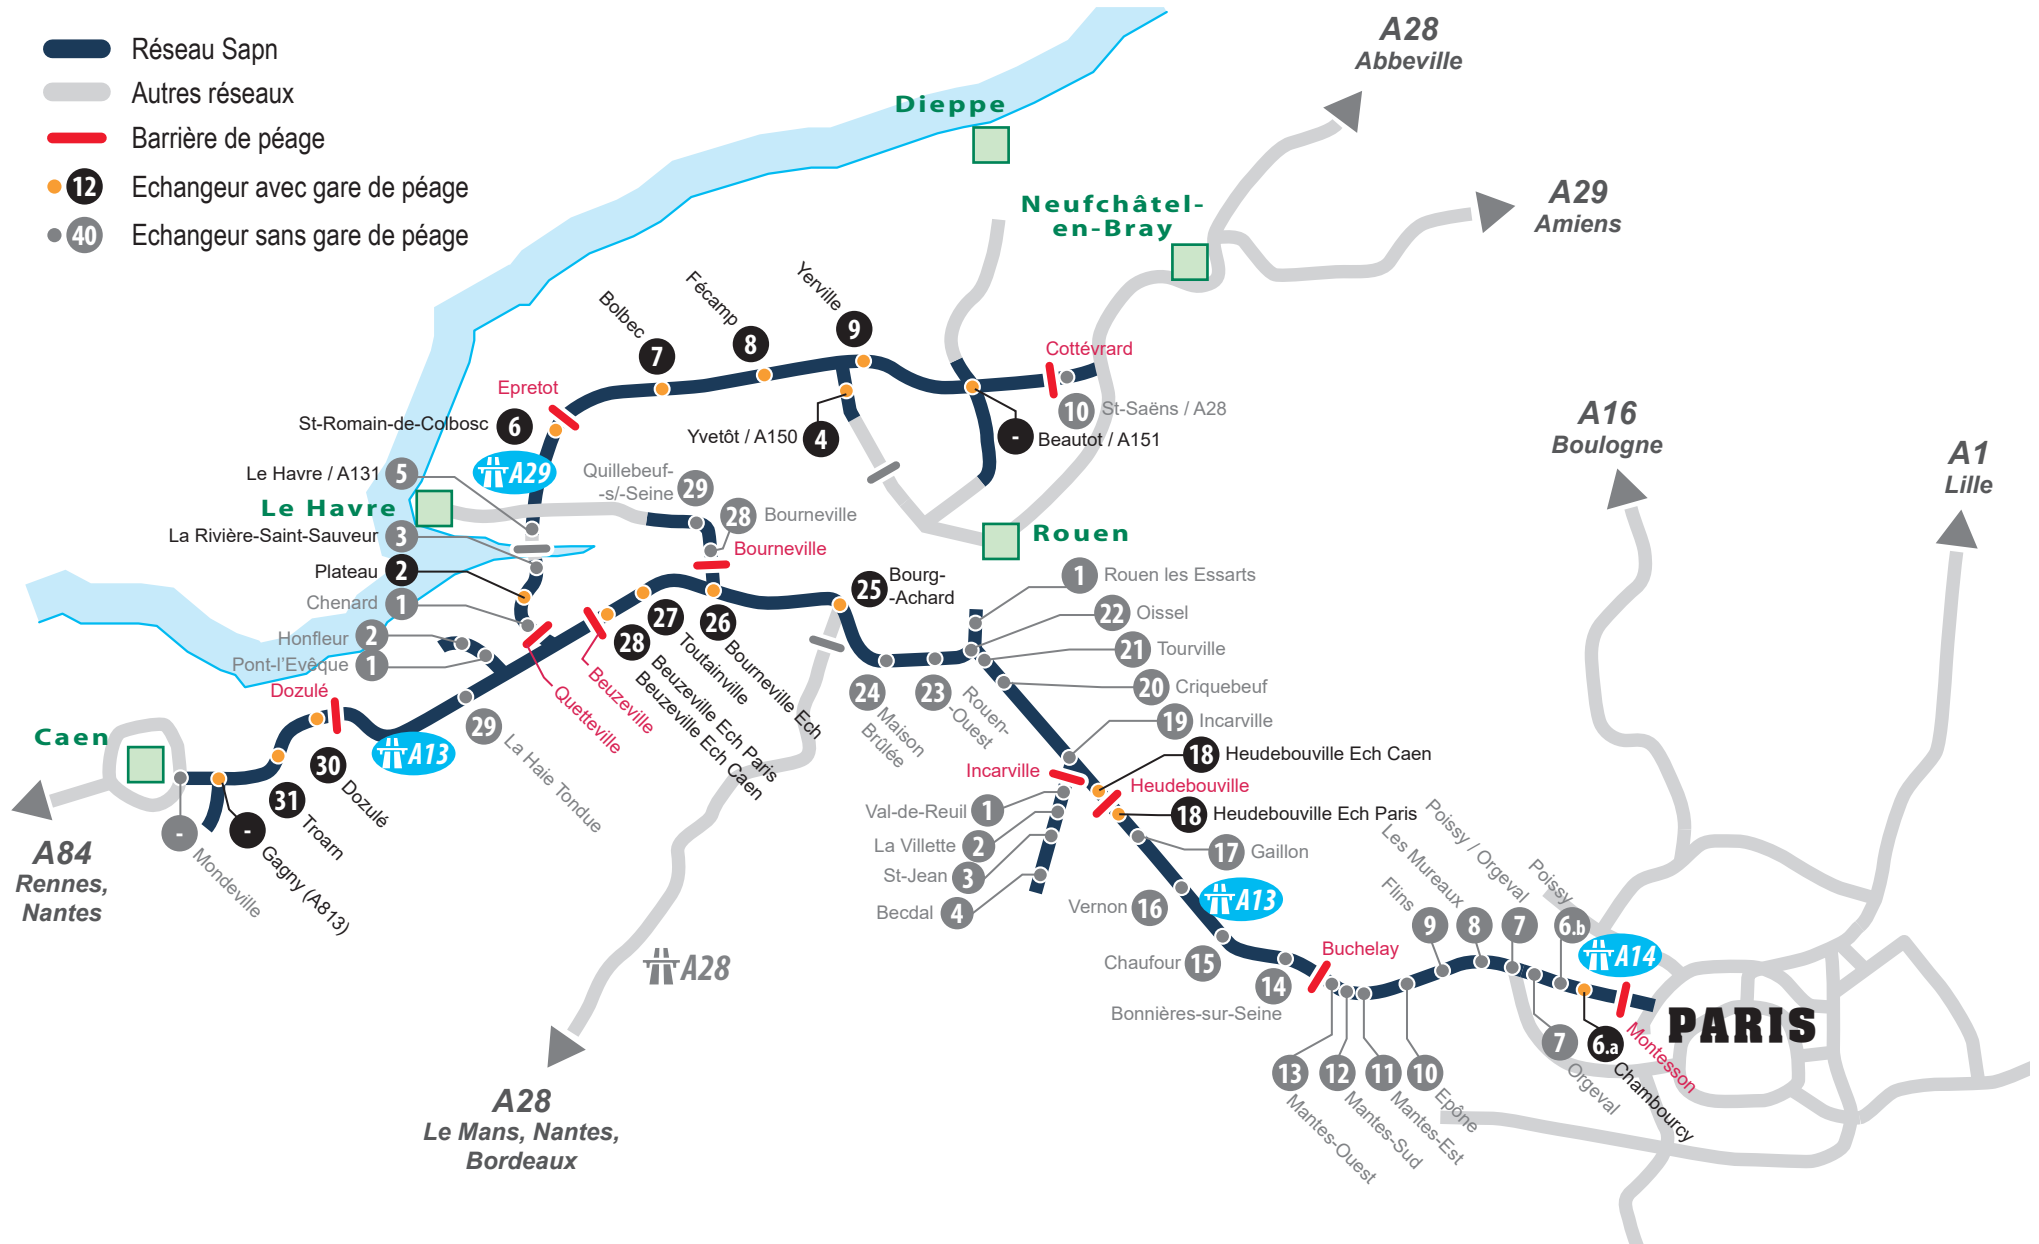 Réseau Sapn
Autres réseaux
Barrière de péage
12 Echangeur avec gare de péage
40 Echangeur sans gare de péage
A28
Abbeville
Dieppe
Neufchâtel-
en-Bray
A29
Amiens
Yerville
9
Fécamp
8
Bolbec
7
Epretot
St-Romain-de-Colbosc 6
A29
Cottévrard
10 St-Saëns / A28
Yvetôt / A150 4
- Beautot / A151
A16
Boulogne
A1
Lille
Le Havre / A131 5
Le Havre
La Rivière-Saint-Sauveur 3
Plateau 2
Chenard 1
Honfleur 2
Pont-l'Evêque 1
Quillebeuf-
-s/-Seine 29
28 Bourneville
Bourneville
Rouen
25 Bourg-
-Achard
1 Rouen les Essarts
22 Oissel
21 Tourville
20 Criquebeuf
19 Incarville
18 Heudebouville Ech Caen
Heudebouville
18 Heudebouville Ech Paris
17 Gaillon
Incarville
Val-de-Reuil 1
La Villette 2
St-Jean 3
Becdal 4
Dozulé
Caen
A13
29
La Haie Tondue
Quetteville
Beuzeville
28
Beuzeville Ech Paris
Beuzeville Ech Caen
27
Toutainville
26
Bourneville Ech
24
Maison
Brûlée
23
Rouen-
-Ouest
30
Dozulé
31
Troarn
-
Gagny (A813)
-
Mondeville
A84
Rennes,
Nantes
A28
A28
Le Mans, Nantes,
Bordeaux
Vernon 16
A13
Chaufour 15
14
Bonnières-sur-Seine
Buchelay
Flins
9
Les Mureaux
8
Poissy / Orgeval
7
Poissy
6.b
A14
PARIS
Montesson
6.a
Chambourcy
7
Orgeval
13
Mantes-Ouest
12
Mantes-Sud
11
Mantes-Est
10
Epône